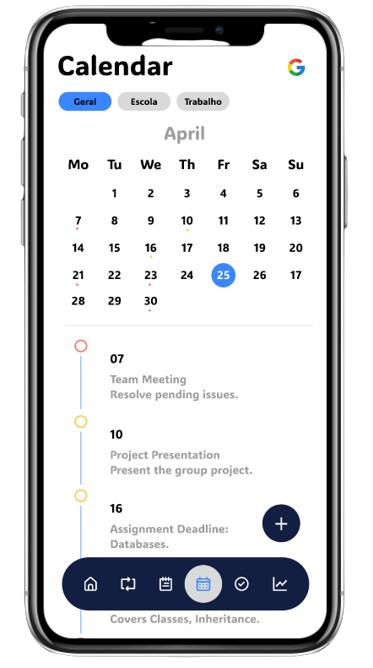 Calendar
Geral Escola Trabalho
April
Mo Tu We Th Fr Sa Su
1 2 3 4 5 6
7 8 9 10 11 12 13
14 15 16 17 18 19 20
21 22 23 24 25 26 17
28 29 30
07
Team Meeting
Resolve pending issues.
10
Project Presentation
Present the group project.
16
Assignment Deadline:
Databases.
Covers Classes, Inheritance.